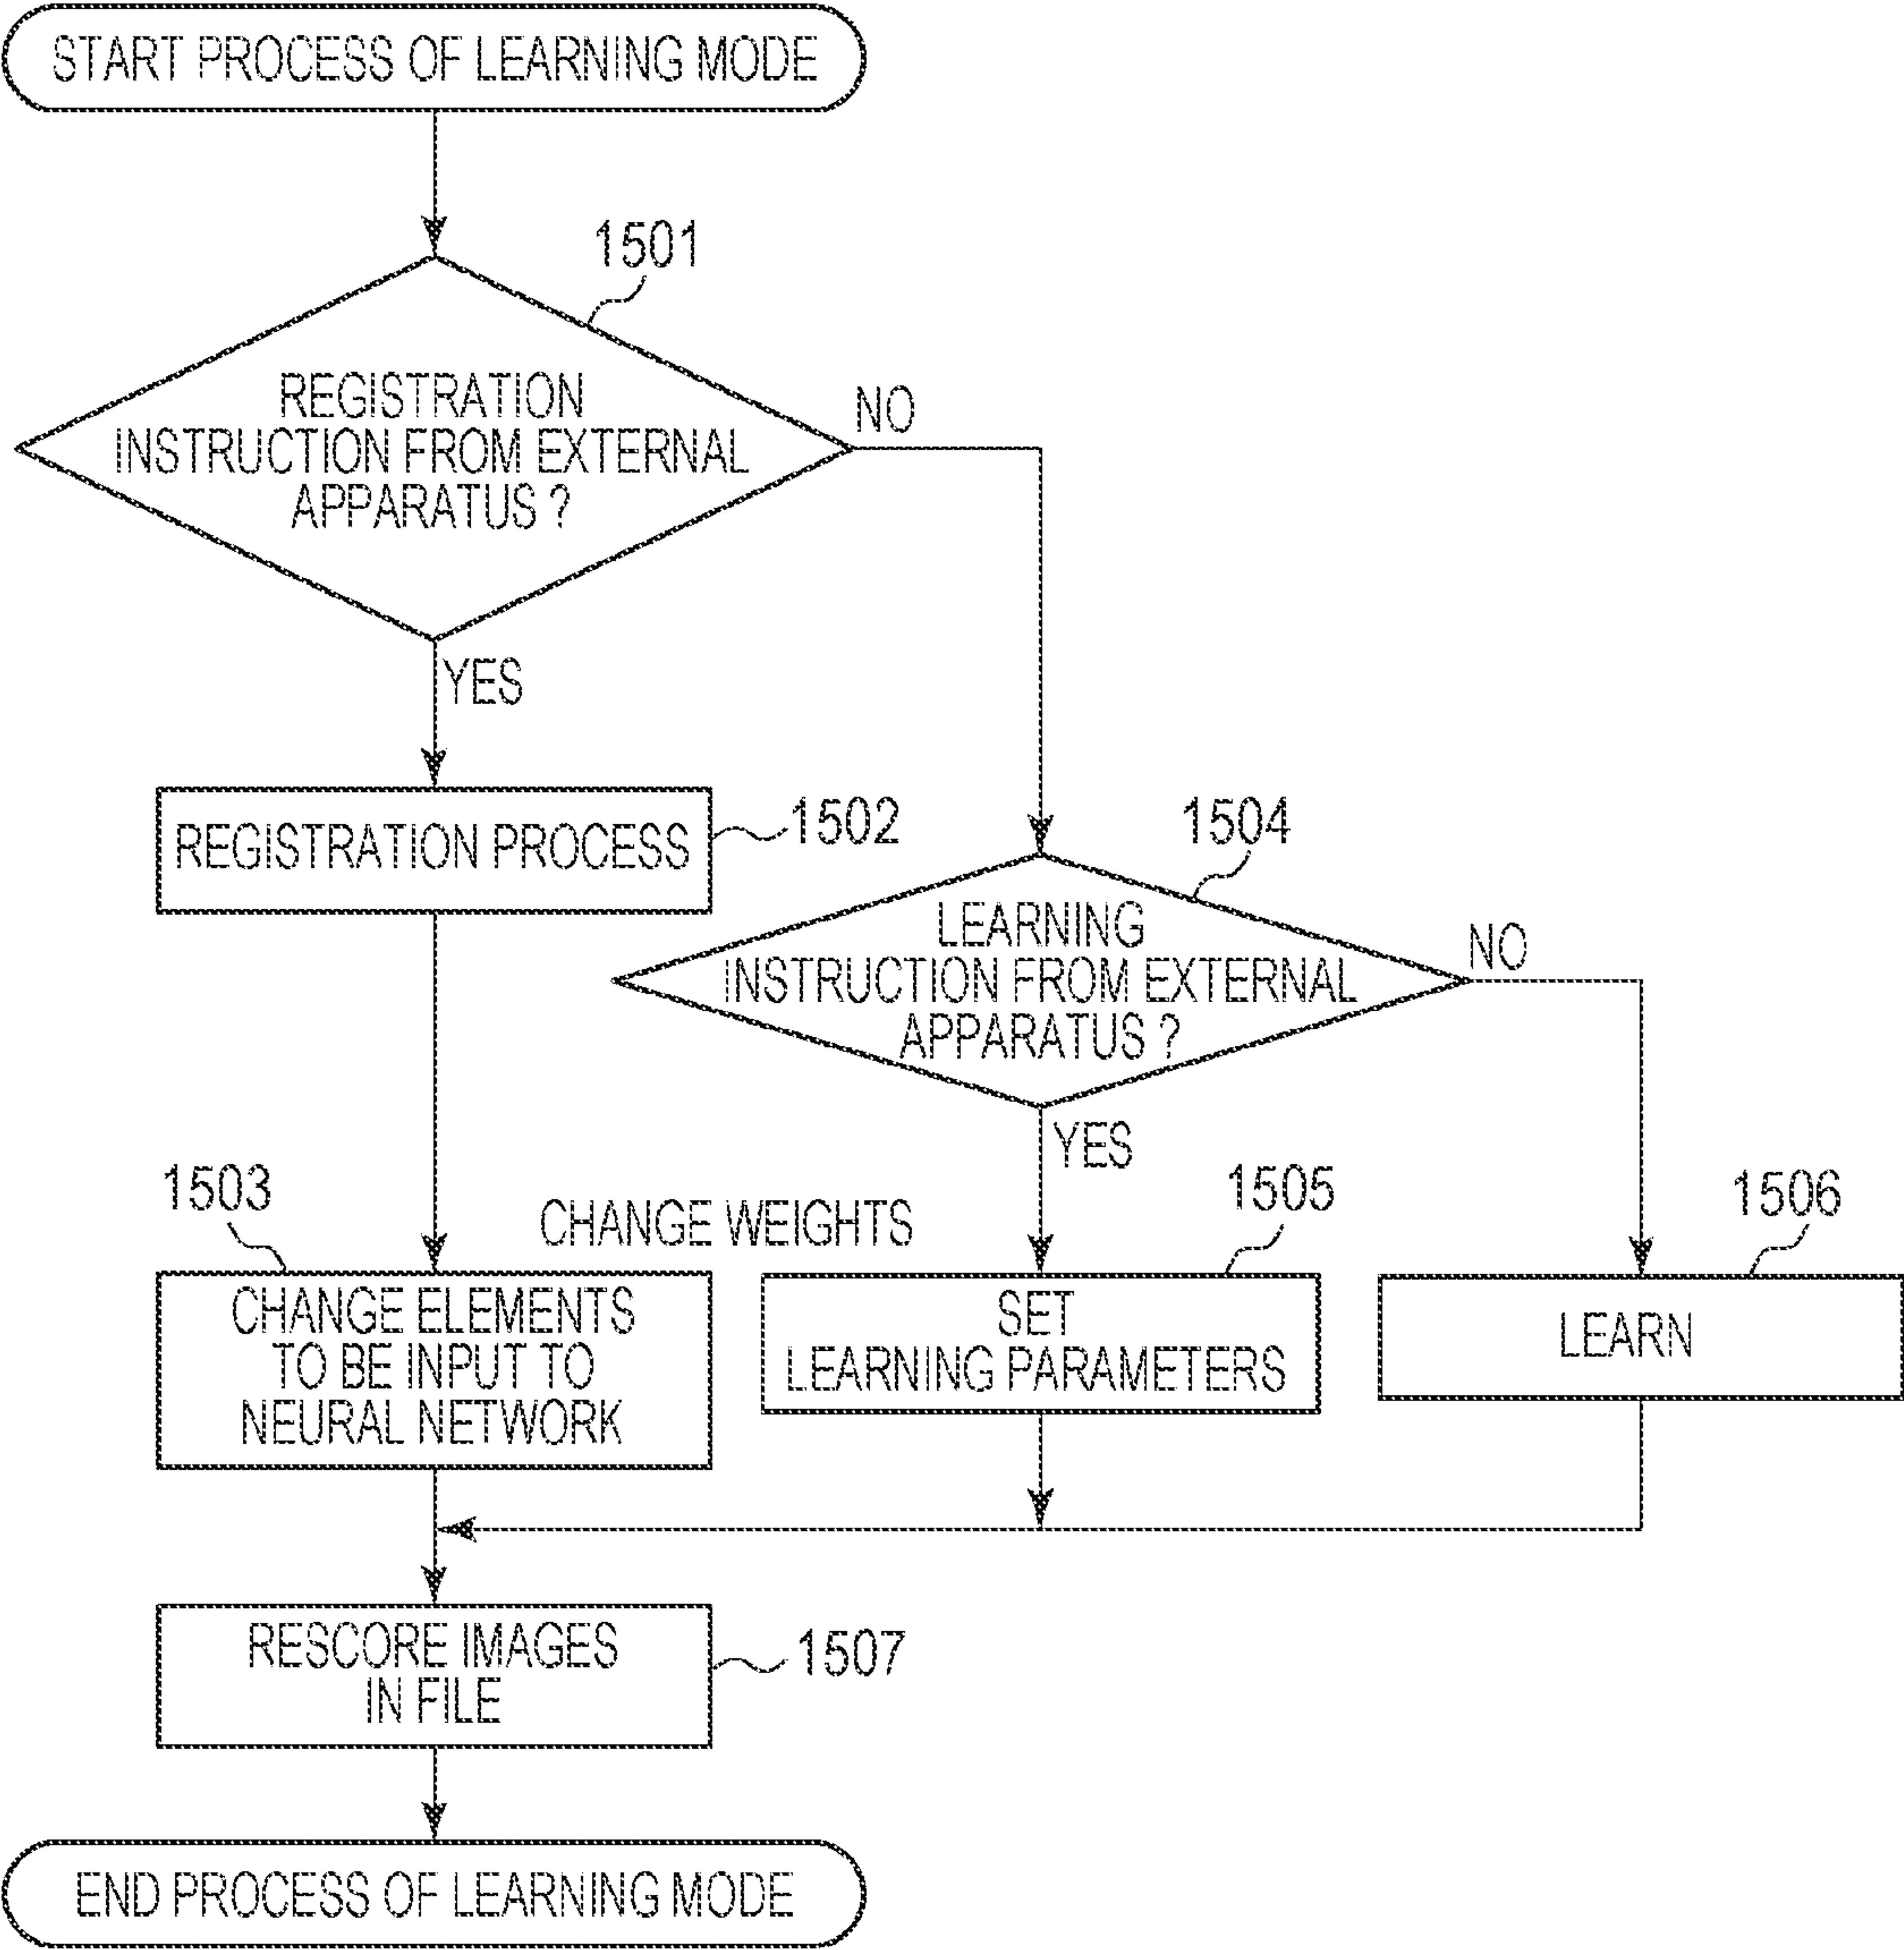 START PROCESS OF LEARNING MODE
1501
REGISTRATION
INSTRUCTION FROM EXTERNAL
APPARATUS ?
NO
YES
REGISTRATION PROCESS
1502
1504
LEARNING
INSTRUCTION FROM EXTERNAL
APPARATUS ?
NO
YES
1503
CHANGE WEIGHTS
1505
1506
CHANGE ELEMENTS
TO BE INPUT TO
NEURAL NETWORK
SET
LEARNING PARAMETERS
LEARN
RESCORE IMAGES
IN FILE
1507
END PROCESS OF LEARNING MODE